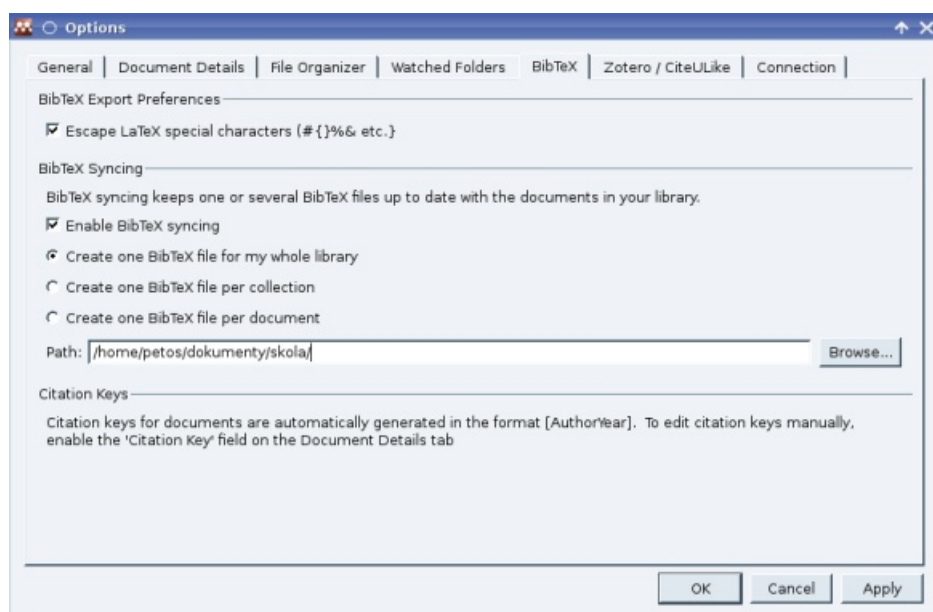 Options
General Document Details File Organizer Watched Folders BibTeX Zotero / CiteULike Connection
BibTeX Export Preferences
Escape LaTeX special characters (#{}%& etc.}
BibTeX Syncing
BibTeX syncing keeps one or several BibTeX files up to date with the documents in your library.
Enable BibTeX syncing
Create one BibTeX file for my whole library
Create one BibTeX file per collection
Create one BibTeX file per document
Path: /home/petos/dokumenty/skola/ Browse...
Citation Keys
Citation keys for documents are automatically generated in the format [AuthorYear]. To edit citation keys manually,
enable the 'Citation Key' field on the Document Details tab
OK Cancel Apply